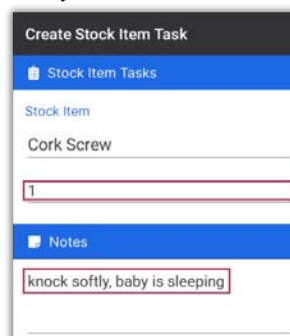 Create Stock Item Task
Stock Item Tasks
Stock Item
Cork Screw
1
Notes
knock softly, baby is sleeping